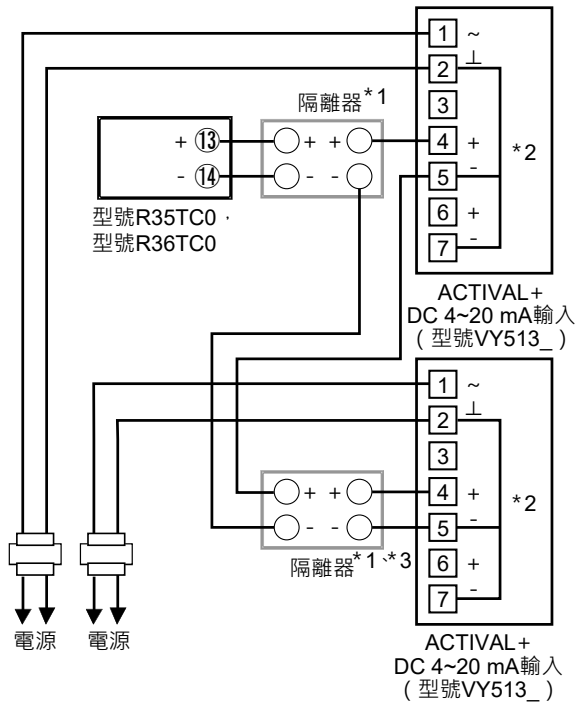 1 ~
2 ⊥
3
4 +
5 -
6 +
7 -
*2
隔離器*1
+ ⑬
- ⑭
+ +
- -
型號R35TC0，
型號R36TC0
ACTIVAL+
DC 4~20 mA輸入
（型號VY513_）
1 ~
2 ⊥
3
4 +
5 -
6 +
7 -
*2
+ +
- -
隔離器*1、*3
電源
電源
ACTIVAL+
DC 4~20 mA輸入
（型號VY513_）